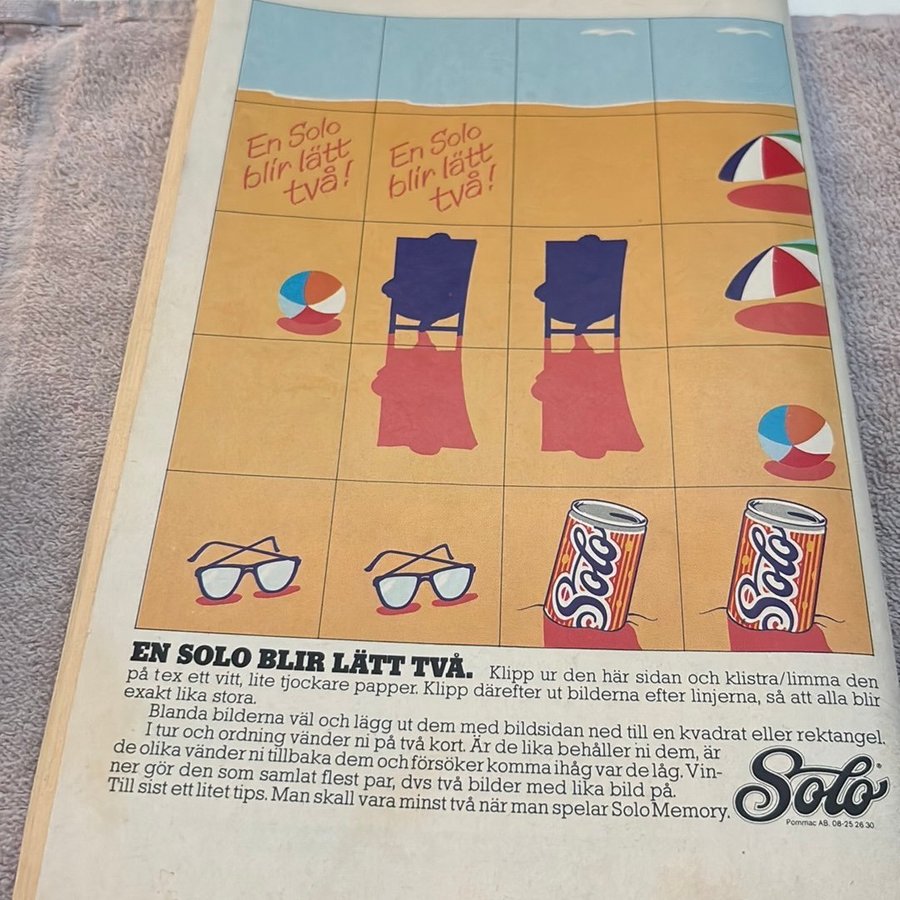 En Solo
blir lätt
två!
En Solo
blir lätt
två!
Solo
Solo
EN SOLO BLIR LÄTT TVÅ. Klipp ur den här sidan och klistra/limma den
på tex ett vitt, lite tjockare papper. Klipp därefter ut bilderna efter linjerna, så att alla blir
exakt lika stora.
Blanda bilderna väl och lägg ut dem med bildsidan ned till en kvadrat eller rektangel.
I tur och ordning vänder ni på två kort. Är de lika behåller ni dem, är
de olika vänder ni tillbaka dem och försöker komma ihåg var de låg. Vin-
ner gör den som samlat flest par, dvs två bilder med lika bild på.
Till sist ett litet tips. Man skall vara minst två när man spelar Solo Memory.
Solo
Pommac AB. 08-25 26 30